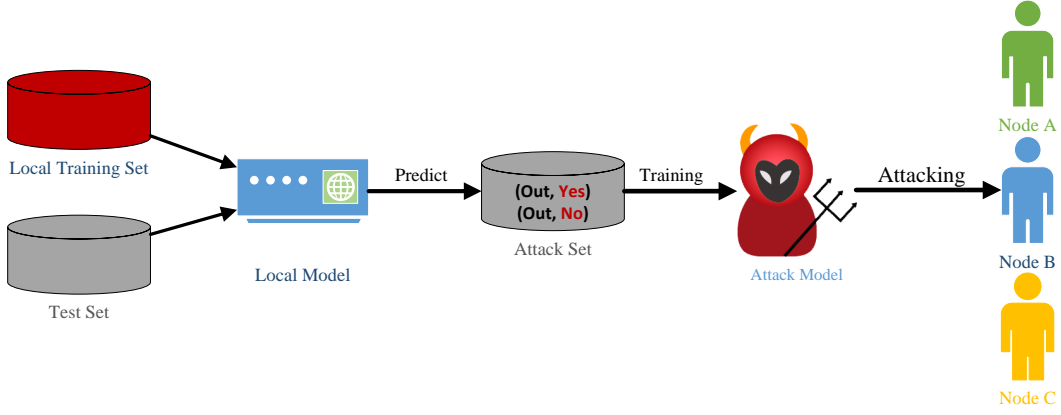 Local Training Set
Test Set
Local Model
Predict
(Out, Yes)
(Out, No)
Attack Set
Training
Attack Model
Attacking
Node A
Node B
Node C